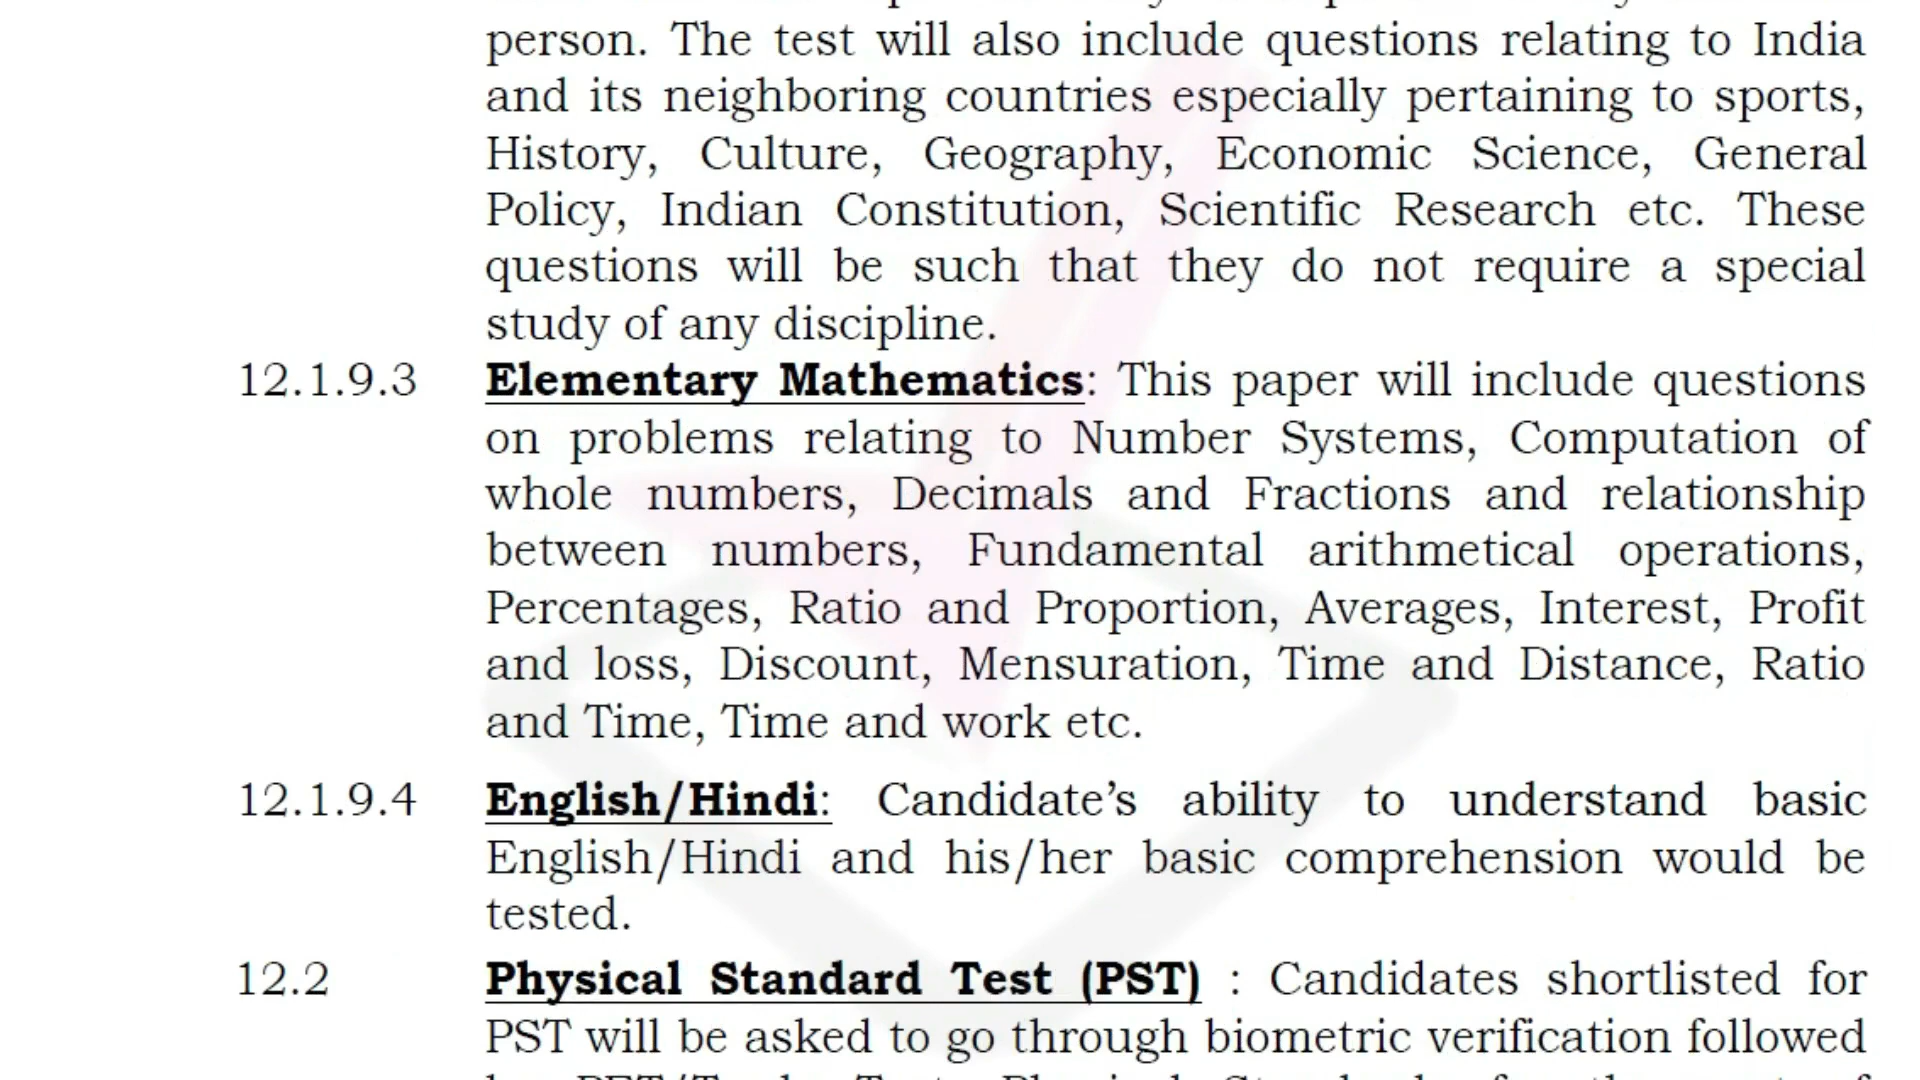 person. The test will also include questions relating to India
and its neighboring countries especially pertaining to sports,
History, Culture, Geography, Economic Science, General
Policy, Indian Constitution, Scientific Research etc. These
questions will be such that they do not require a special
study of any discipline.
12.1.9.3 Elementary Mathematics: This paper will include questions
on problems relating to Number Systems, Computation of
whole numbers, Decimals and Fractions and relationship
between numbers, Fundamental arithmetical operations,
Percentages, Ratio and Proportion, Averages, Interest, Profit
and loss, Discount, Mensuration, Time and Distance, Ratio
and Time, Time and work etc.
12.1.9.4 English/Hindi: Candidate’s ability to understand basic
English/Hindi and his/her basic comprehension would be
tested.
12.2 Physical Standard Test (PST) : Candidates shortlisted for
PST will be asked to go through biometric verification followed